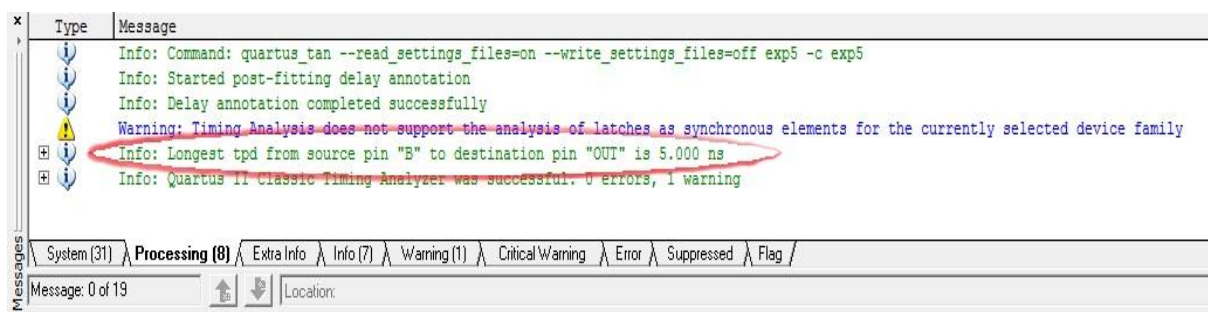 x
Type Message
Info: Command: quartus_tan --read_settings_files=on --write_settings_files=off exp5 -c exp5
Info: Started post-fitting delay annotation
Info: Delay annotation completed successfully
Warning: Timing Analysis does not support the analysis of latches as synchronous elements for the currently selected device family
Info: Longest tpd from source pin "B" to destination pin "OUT" is 5.000 ns
Info: Quartus II Classic Timing Analyzer was successful. 0 errors, 1 warning
System (31) Processing (8) Extra Info Info (7) Warning (1) Critical Warning Error Suppressed Flag
Messages
Message: 0 of 19 Location: